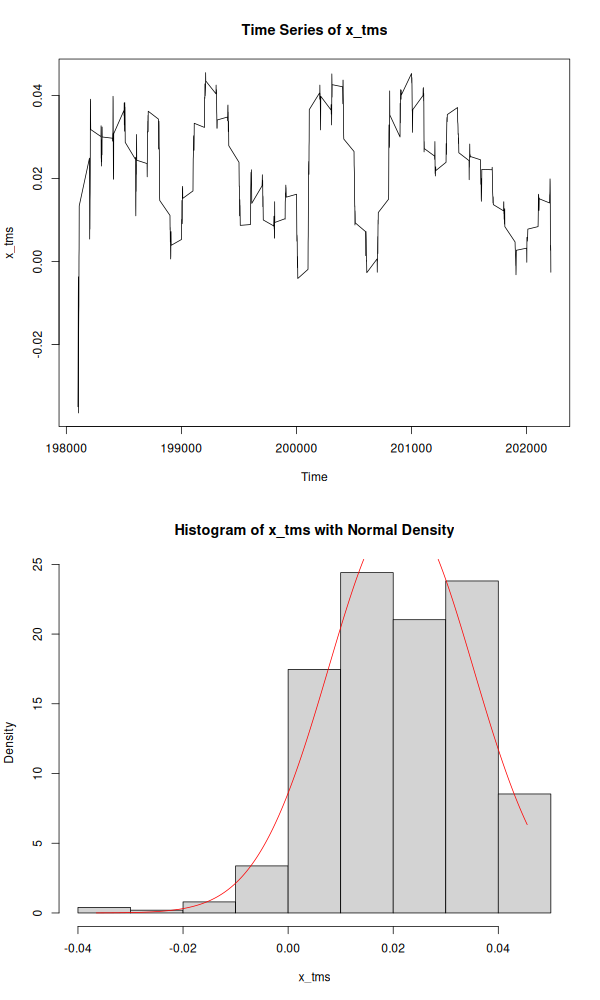 Time Series of x_tms
x_tms
0.04
0.02
0.00
-0.02
198000 199000 200000 201000 202000
Time
Histogram of x_tms with Normal Density
Density
25
20
15
10
5
0
-0.04 -0.02 0.00 0.02 0.04
x_tms